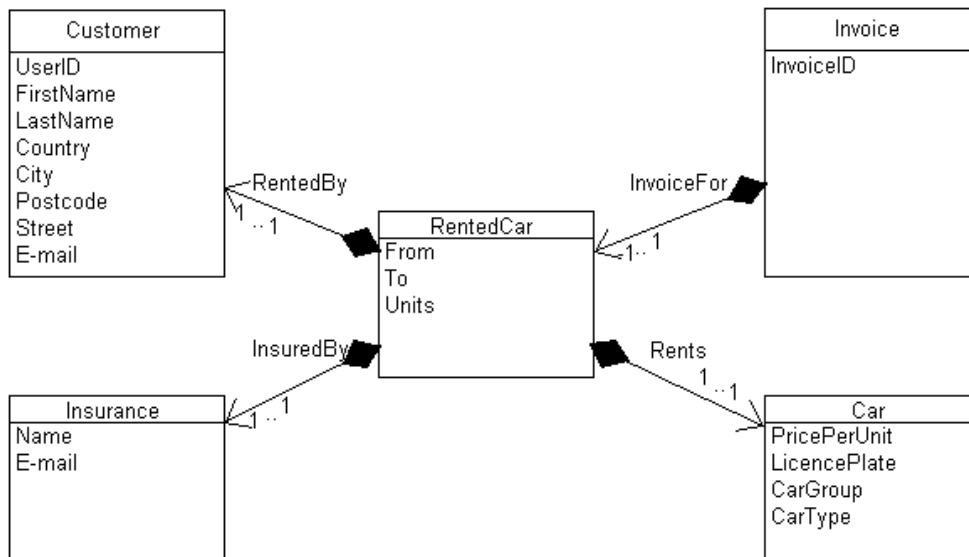 Customer
UserID
FirstName
LastName
Country
City
Postcode
Street
E-mail
Invoice
InvoiceID
RentedBy
1 .. 1
InvoiceFor
1.. 1
RentedCar
From
To
Units
InsuredBy
1.. 1
Rents
1 .. 1
Insurance
Name
E-mail
Car
PricePerUnit
LicencePlate
CarGroup
CarType